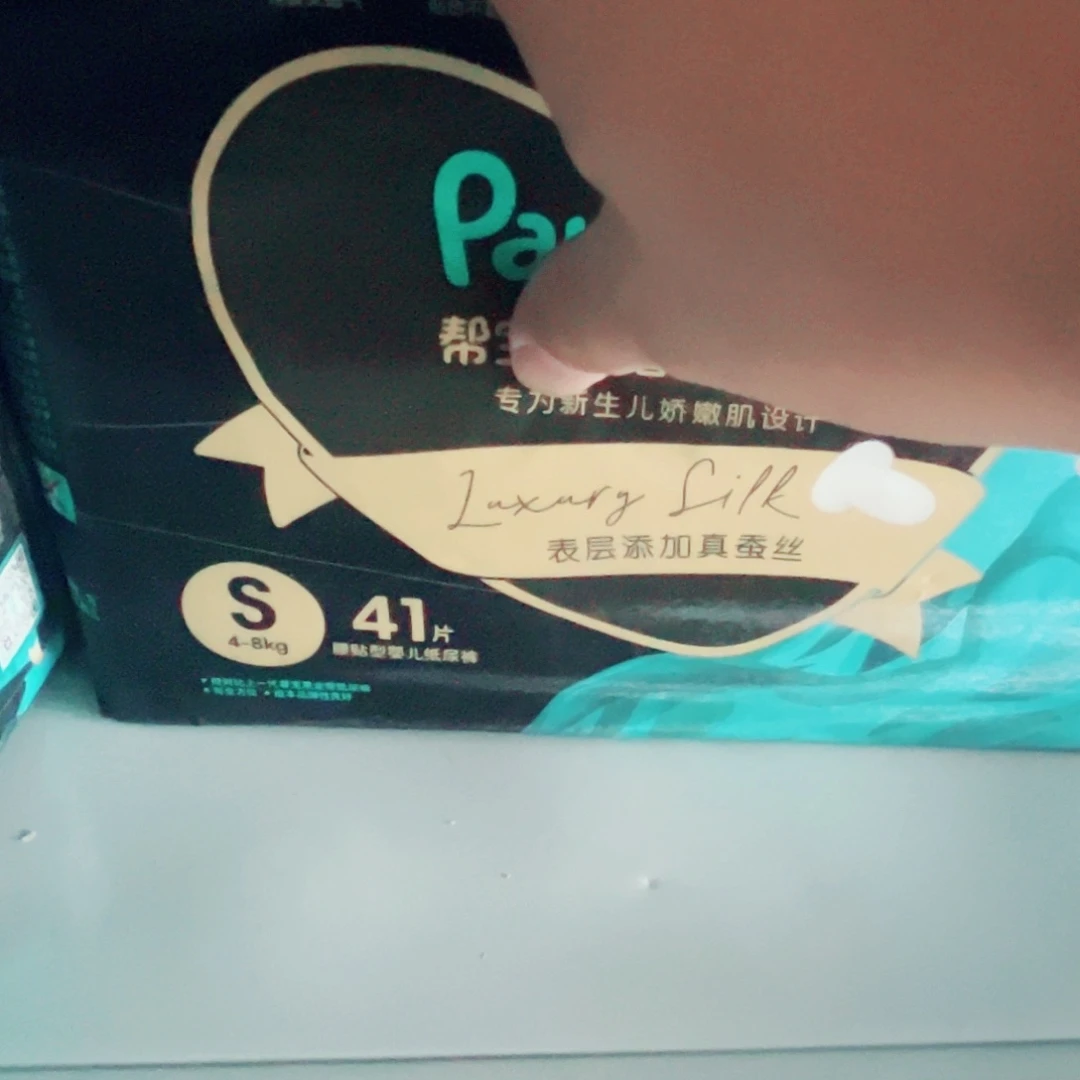 Pa
帮
专为新生儿娇嫩肌设计
Luxury Silk
表层添加真蚕丝
S
4-8kg
41片
腰贴型婴儿纸尿裤